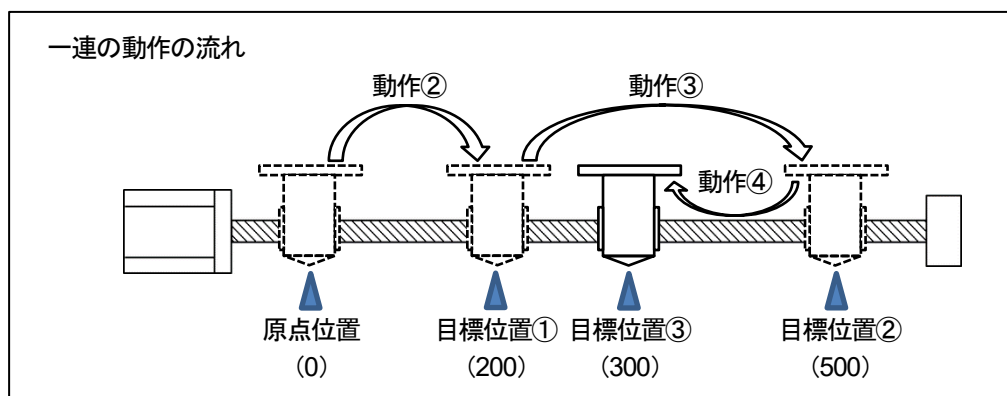 一連の動作の流れ
動作②
動作③
動作④
原点位置
目標位置①
目標位置③
目標位置②
(0)
(200)
(300)
(500)